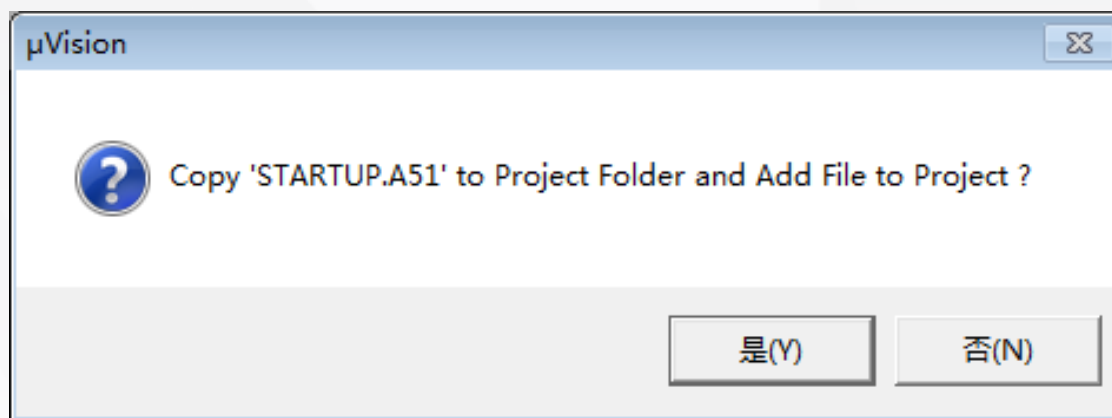 μVision
Copy 'STARTUP.A51' to Project Folder and Add File to Project ?
是(Y)
否(N)